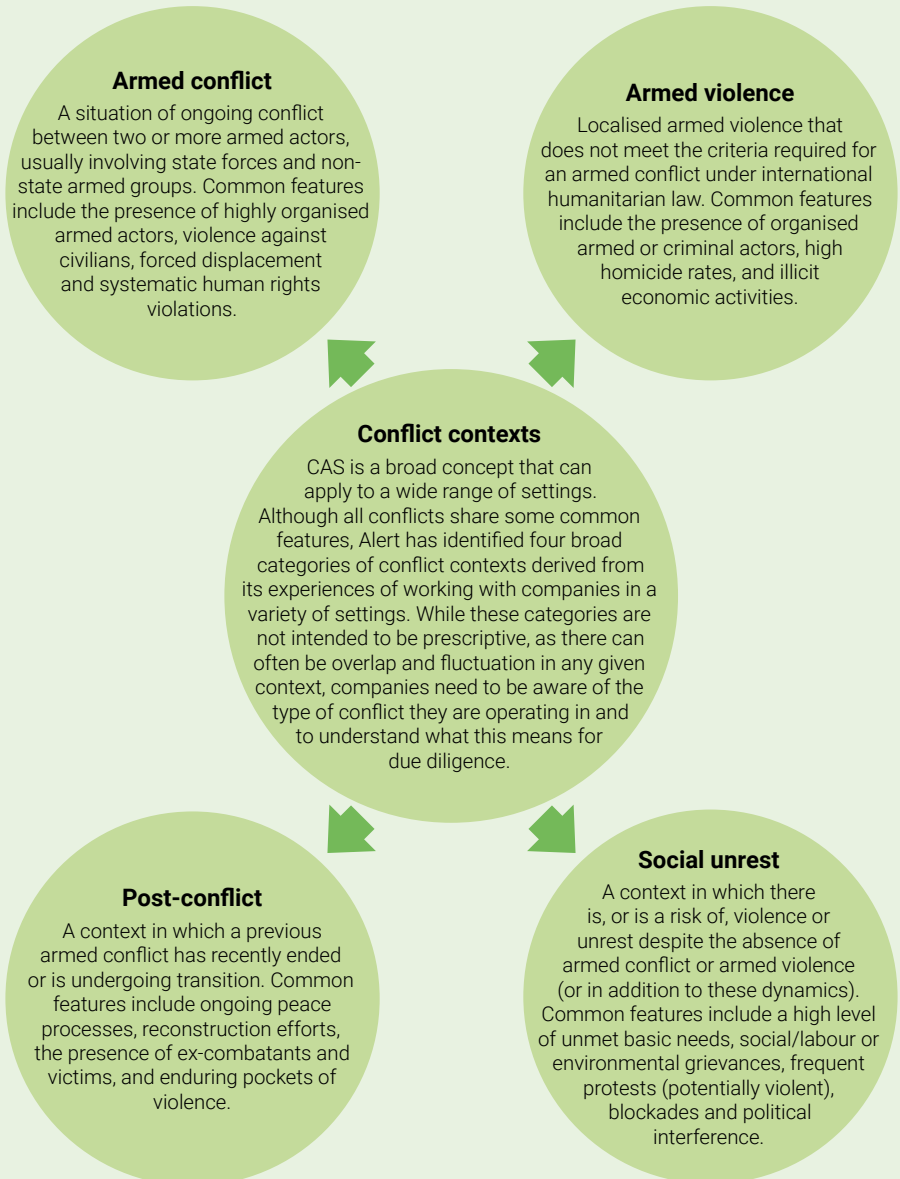 Armed conflict
A situation of ongoing conflict
between two or more armed actors,
usually involving state forces and non-
state armed groups. Common features
include the presence of highly organised
armed actors, violence against
civilians, forced displacement
and systematic human rights
violations.
Armed violence
Localised armed violence that
does not meet the criteria required for
an armed conflict under international
humanitarian law. Common features
include the presence of organised
armed or criminal actors, high
homicide rates, and illicit
economic activities.
Conflict contexts
CAS is a broad concept that can
apply to a wide range of settings.
Although all conflicts share some common
features, Alert has identified four broad
categories of conflict contexts derived from
its experiences of working with companies in a
variety of settings. While these categories are
not intended to be prescriptive, as there can
often be overlap and fluctuation in any given
context, companies need to be aware of the
type of conflict they are operating in and
to understand what this means for
due diligence.
Post-conflict
A context in which a previous
armed conflict has recently ended
or is undergoing transition. Common
features include ongoing peace
processes, reconstruction efforts,
the presence of ex-combatants and
victims, and enduring pockets of
violence.
Social unrest
A context in which there
is, or is a risk of, violence or
unrest despite the absence of
armed conflict or armed violence
(or in addition to these dynamics).
Common features include a high level
of unmet basic needs, social/labour or
environmental grievances, frequent
protests (potentially violent),
blockades and political
interference.